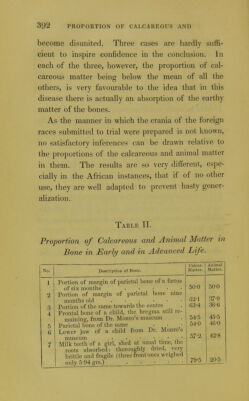 392 PROPORTION OF CALCAREOUS AND
become disunited. Three cases are hardly suffi-
cient to inspire confidence in the conclusion. In
each of the three, however, the proportion of cal-
careous matter being below the mean of all the
others, is very favourable to the idea that in this
disease there is actually an absorption of the earthy
matter of the bones.
As the manner in which the crania of the foreign
races submitted to trial were prepared is not known,
no satisfactory inferences can be drawn relative to
the proportions of the calcareous and animal matter
in them. The results are so very different, espe-
cially in the African instances, that if of no other
use, they are well adapted to prevent hasty gener-
alization.
TABLE II.
Proportion of Calcareous and Animal Matter in
Bone in Early and in Advanced Life.
No. Description of Bone. Calcar. Matter. Animal Matter.
1 Portion of margin of parietal bone of a fœtus
of six months 50·0 50·0
2 Portion of margin of parietal bone nine
months old 62·1 37·9
3 Portion of the same towards the centre 63·4 36·6
4 Frontal bone of a child, the bregma still re-
maining, from Dr. Monro's museum 54·5 45·5
5 Parietal bone of the same 54·0 46·0
6 Lower jaw of a child from Dr. Monro's
museum 57·2 42·8
7 Milk teeth of a girl, shed at usual time, the
roots absorbed: thoroughly dried, very
brittle and fragile (three front ones weighed
only 5·94 grs.) 79·5 20·5